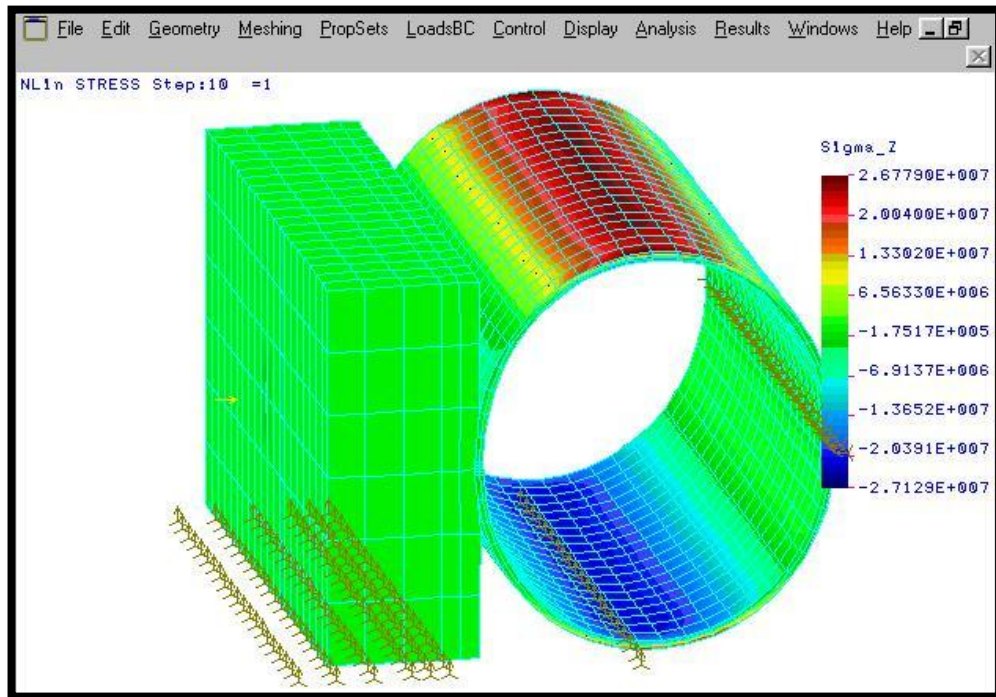 File Edit Geometry Meshing PropSets LoadsBC Control Display Analysis Results Windows Help
NLin STRESS Step:10 =1
Sigma_Z
2.67790E+007
2.00400E+007
1.33020E+007
6.56330E+006
-1.7517E+005
-6.9137E+006
-1.3652E+007
-2.0391E+007
-2.7129E+007